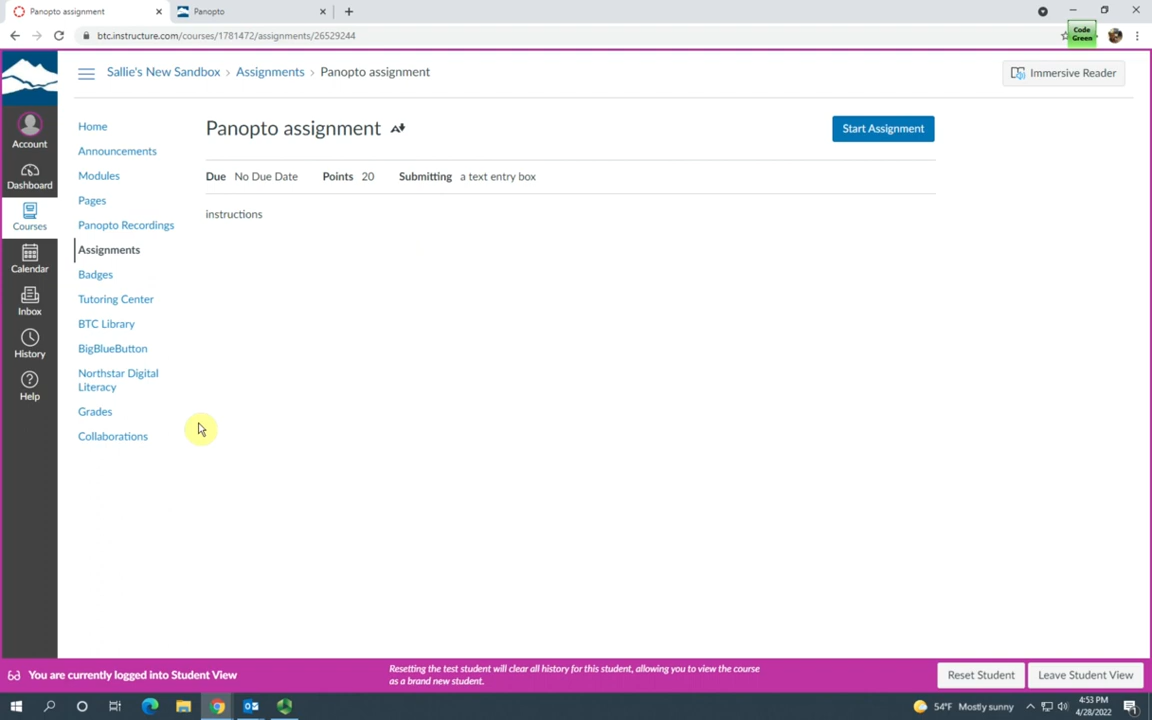 Panopto assignment
Panopto
btc.instructure.com/courses/1781472/assignments/26529244
Code
Green
Sallie's New Sandbox > Assignments > Panopto assignment
Immersive Reader
Account
Dashboard
Courses
Calendar
Inbox
History
Help
Home
Announcements
Modules
Pages
Panopto Recordings
Assignments
Badges
Tutoring Center
BTC Library
BigBlueButton
Northstar Digital
Literacy
Grades
Collaborations
Panopto assignment
Start Assignment
Due No Due Date Points 20 Submitting a text entry box
instructions
You are currently logged into Student View
Resetting the test student will clear all history for this student, allowing you to view the course
as a brand new student.
Reset Student
Leave Student View
54°F Mostly sunny
4:53 PM
4/28/2022